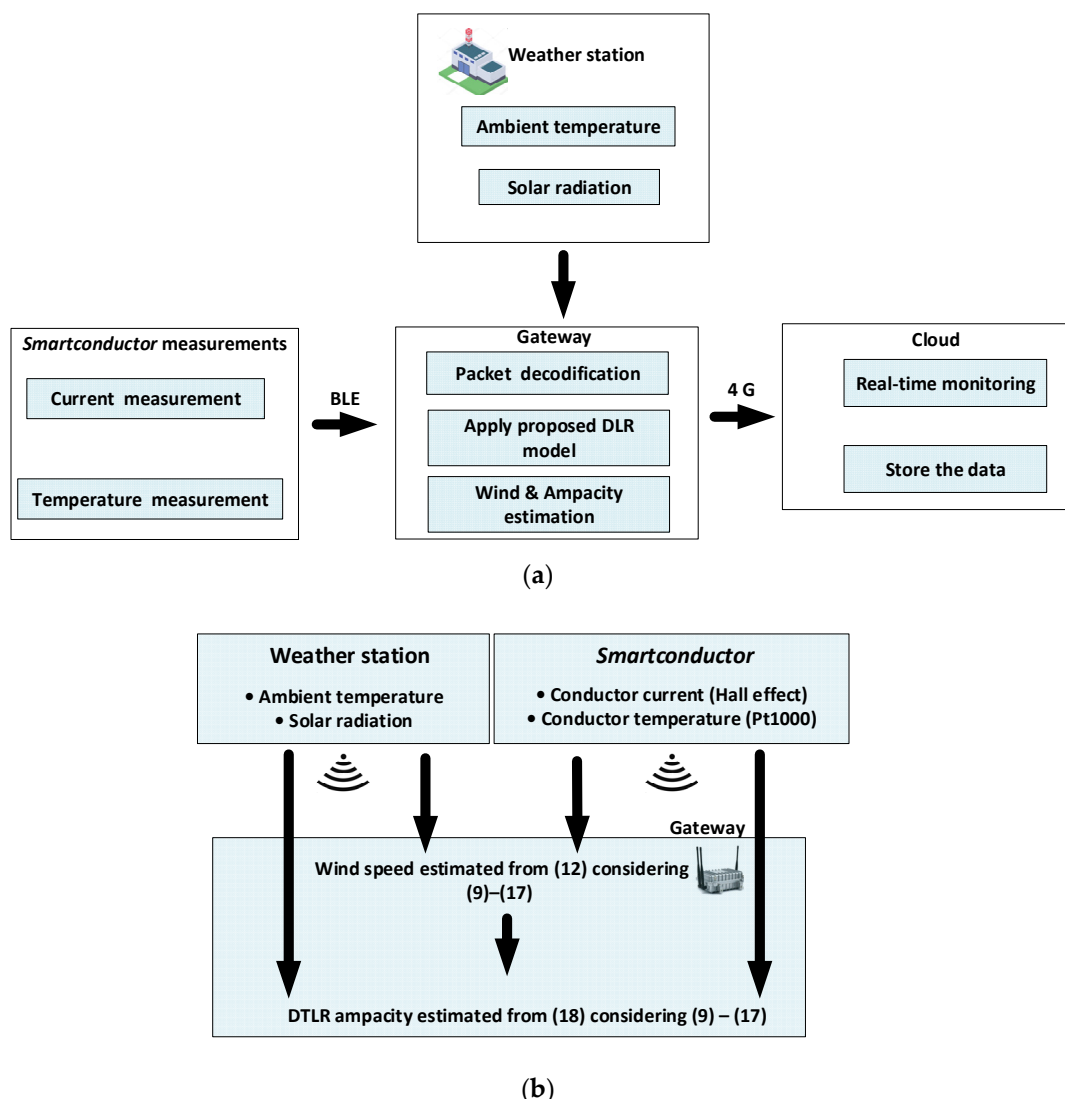 Weather station
Ambient temperature
Solar radiation
Smartconductor measurements
Current measurement
Temperature measurement
BLE
Gateway
Packet decodification
Apply proposed DLR
model
Wind & Ampacity
estimation
4 G
Cloud
Real-time monitoring
Store the data
(a)
Weather station
• Ambient temperature
• Solar radiation
Smartconductor
• Conductor current (Hall effect)
• Conductor temperature (Pt1000)
Gateway
Wind speed estimated from (12) considering
(9)–(17)
DTLR ampacity estimated from (18) considering (9) – (17)
(b)